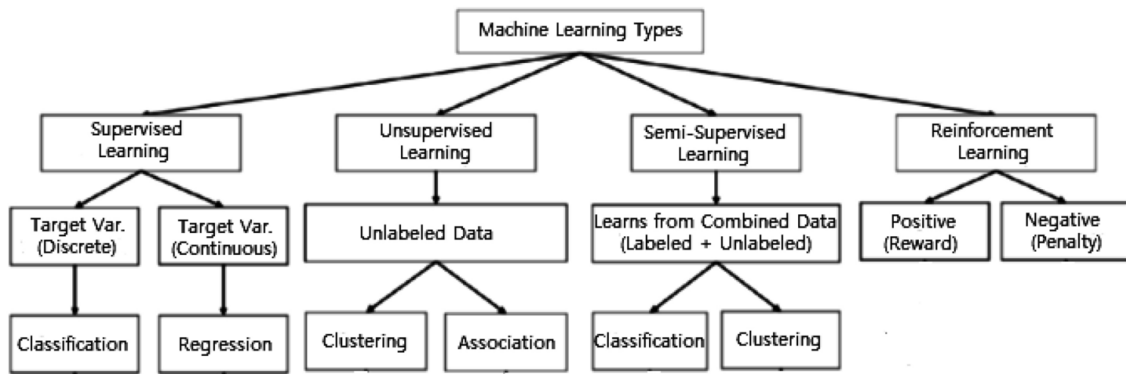 Machine Learning Types
Supervised
Learning
Unsupervised
Learning
Semi-Supervised
Learning
Reinforcement
Learning
Target Var.
(Discrete)
Target Var.
(Continuous)
Unlabeled Data
Learns from Combined Data
(Labeled + Unlabeled)
Positive
(Reward)
Negative
(Penalty)
Classification
Regression
Clustering
Association
Classification
Clustering